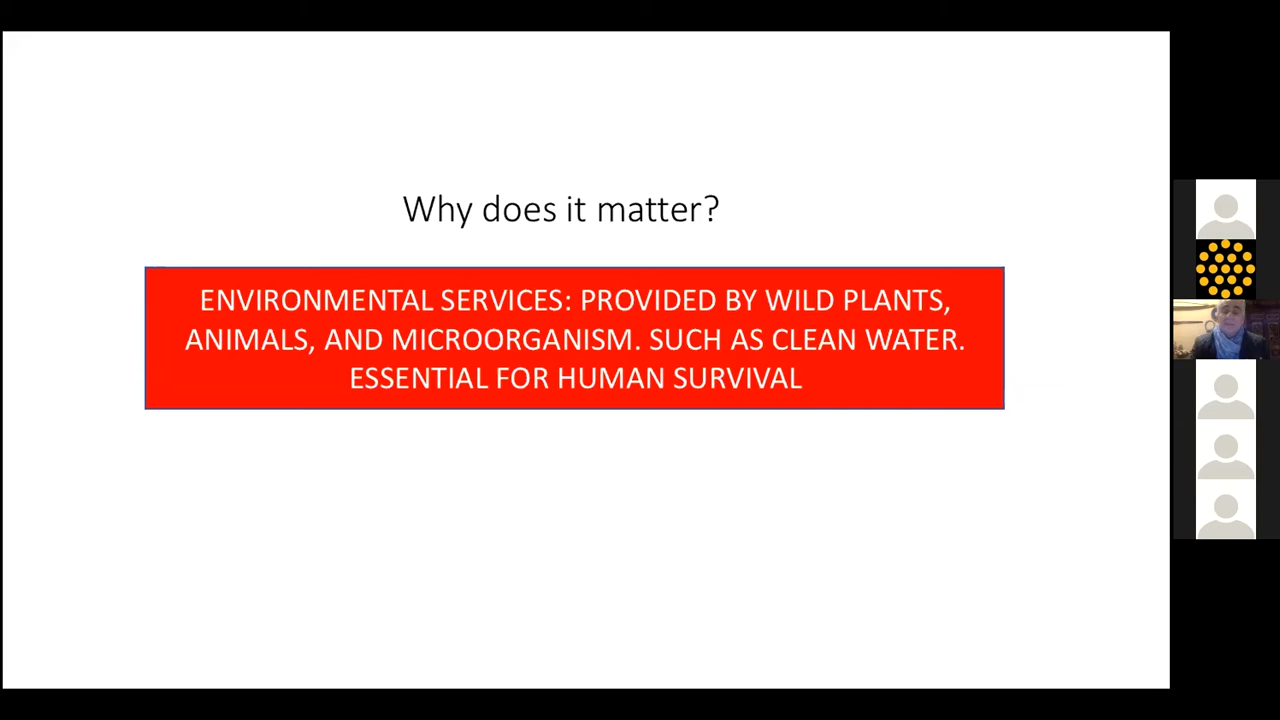 Why does it matter?
ENVIRONMENTAL SERVICES: PROVIDED BY WILD PLANTS,
ANIMALS, AND MICROORGANISM. SUCH AS CLEAN WATER.
ESSENTIAL FOR HUMAN SURVIVAL